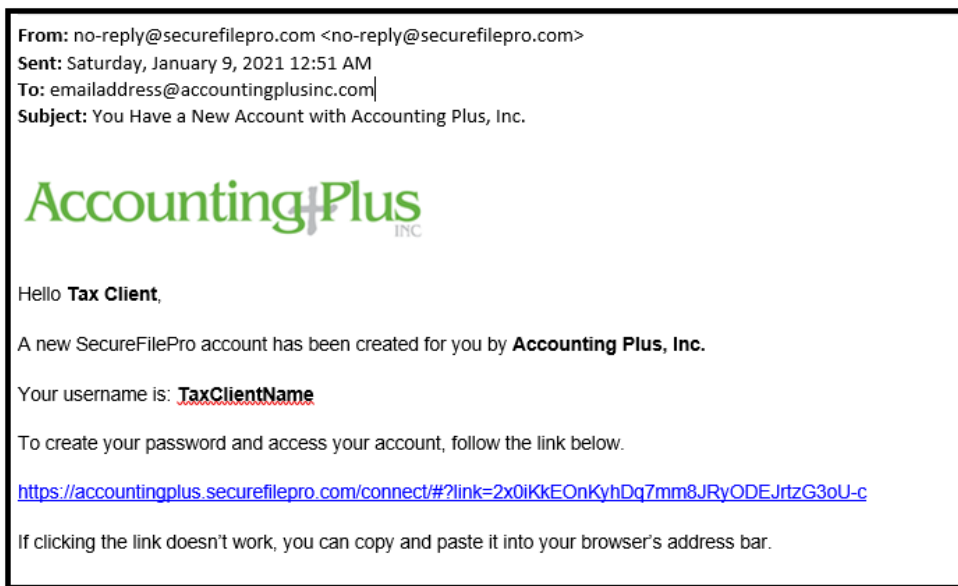 From: no-reply@securefilepro.com <no-reply@securefilepro.com>
Sent: Saturday, January 9, 2021 12:51 AM
To: emailaddress@accountingplusinc.com
Subject: You Have a New Account with Accounting Plus, Inc.
Accounting+Plus
INC
Hello Tax Client,
A new SecureFilePro account has been created for you by Accounting Plus, Inc.
Your username is: TaxClientName
To create your password and access your account, follow the link below.
https://accountingplus.securefilepro.com/connect/#?link=2x0iKkEOnKyhDq7mm8JRyODEJrtzG3oU-c
If clicking the link doesn't work, you can copy and paste it into your browser's address bar.